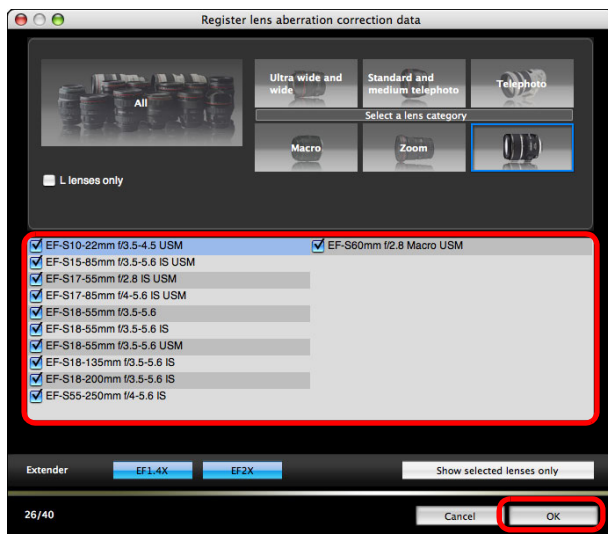 Register lens aberration correction data
All
Ultra wide and
wide
Standard and
medium telephoto
Telephoto
Select a lens category
Macro
Zoom
L lenses only
EF-S10-22mm f/3.5-4.5 USM
EF-S60mm f/2.8 Macro USM
EF-S15-85mm f/3.5-5.6 IS USM
EF-S17-55mm f/2.8 IS USM
EF-S17-85mm f/4-5.6 IS USM
EF-S18-55mm f/3.5-5.6
EF-S18-55mm f/3.5-5.6 IS
EF-S18-55mm f/3.5-5.6 USM
EF-S18-135mm f/3.5-5.6 IS
EF-S18-200mm f/3.5-5.6 IS
EF-S55-250mm f/4-5.6 IS
Extender
EF1.4X
EF2X
Show selected lenses only
26/40
Cancel
OK